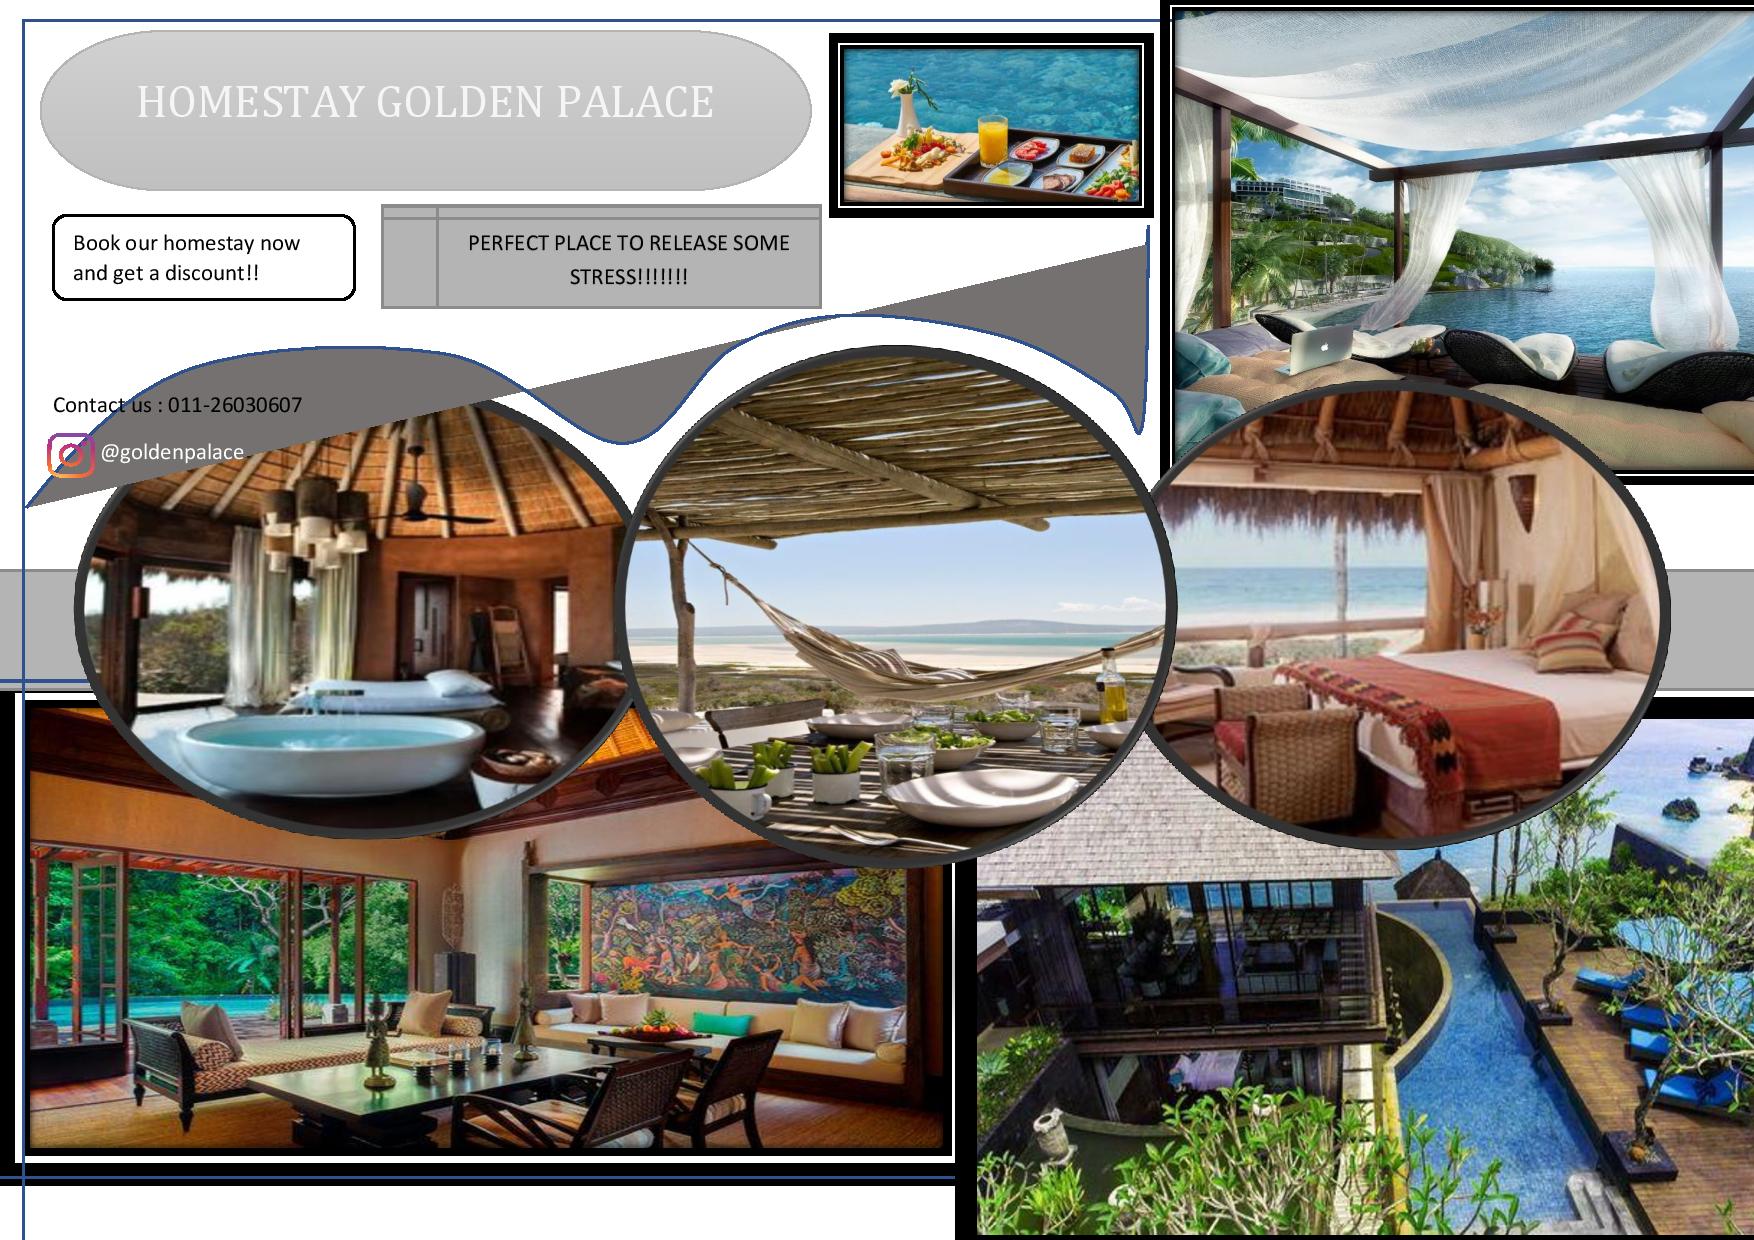 HOMESTAY GOLDEN PALACE
Book our homestay now
and get a discount!!
PERFECT PLACE TO RELEASE SOME
STRESS!!!!!!!
Contact us : 011-26030607
@goldenpalace